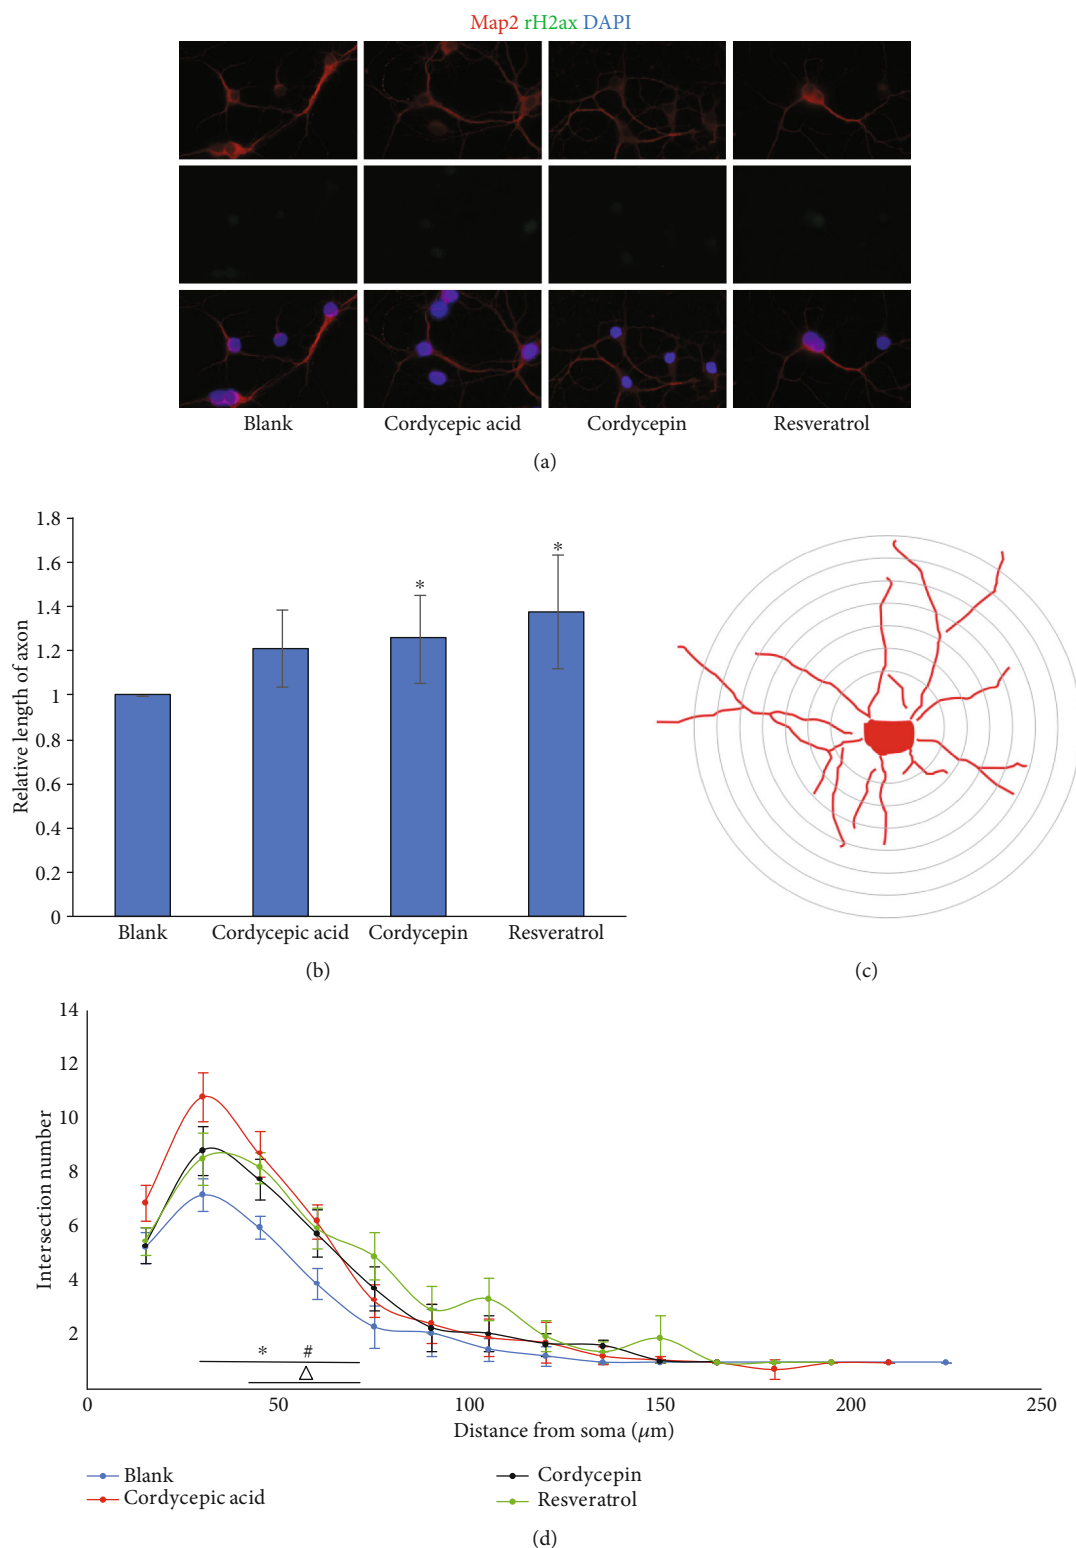 Map2 rH2ax DAPI
Blank Cordycepic acid Cordycepin Resveratrol
(a)
Relative length of axon
1.8
1.6
1.4
1.2
1
0.8
0.6
0.4
0.2
0
* *
Blank Cordycepic acid Cordycepin Resveratrol
(b)
(c)
Intersection number
14
12
10
8
6
4
2
* #
Δ
0 50 100 150 200 250
Distance from soma (μm)
Blank Cordycepin
Cordycepic acid Resveratrol
(d)